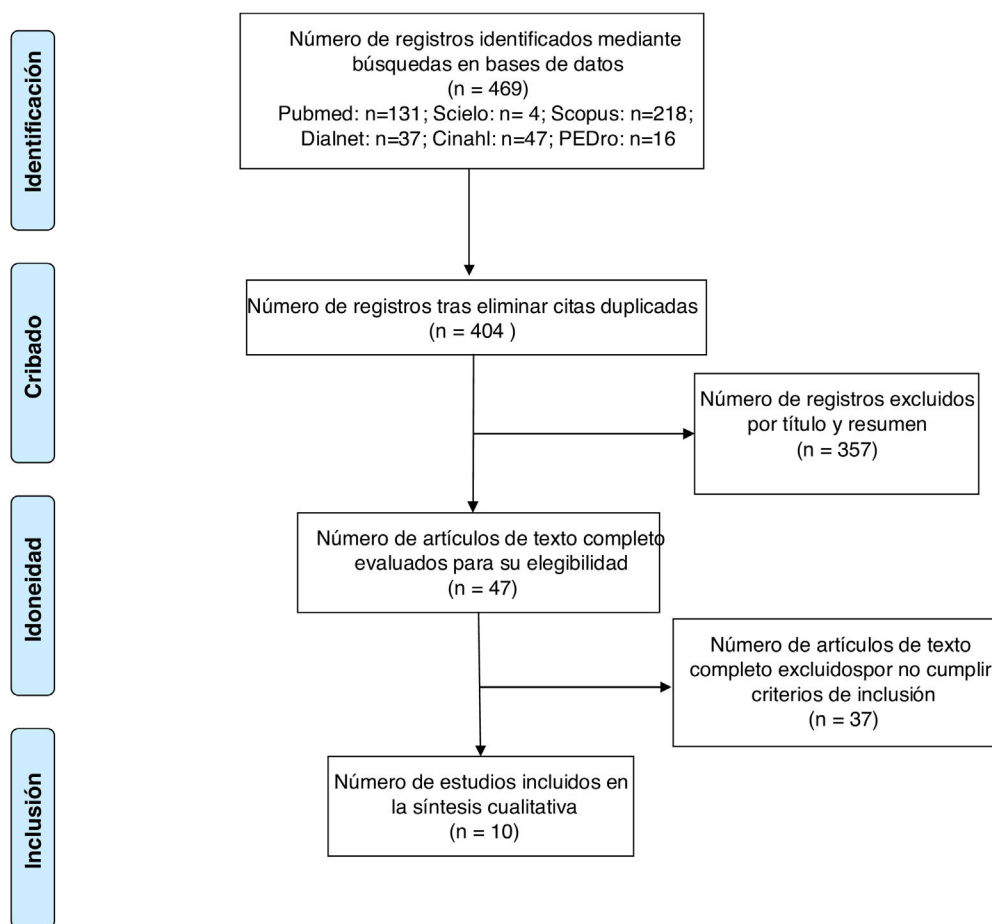 Identificación
Número de registros identificados mediante
búsquedas en bases de datos
(n = 469)
Pubmed: n=131; Scielo: n= 4; Scopus: n=218;
Dialnet: n=37; Cinahl: n=47; PEDro: n=16
Cribado
Número de registros tras eliminar citas duplicadas
(n = 404 )
Número de registros excluidos
por título y resumen
(n = 357)
Idoneidad
Número de artículos de texto completo
evaluados para su elegibilidad
(n = 47)
Número de artículos de texto
completo excluidospor no cumplir
criterios de inclusión
(n = 37)
Inclusión
Número de estudios incluidos en
la síntesis cualitativa
(n = 10)